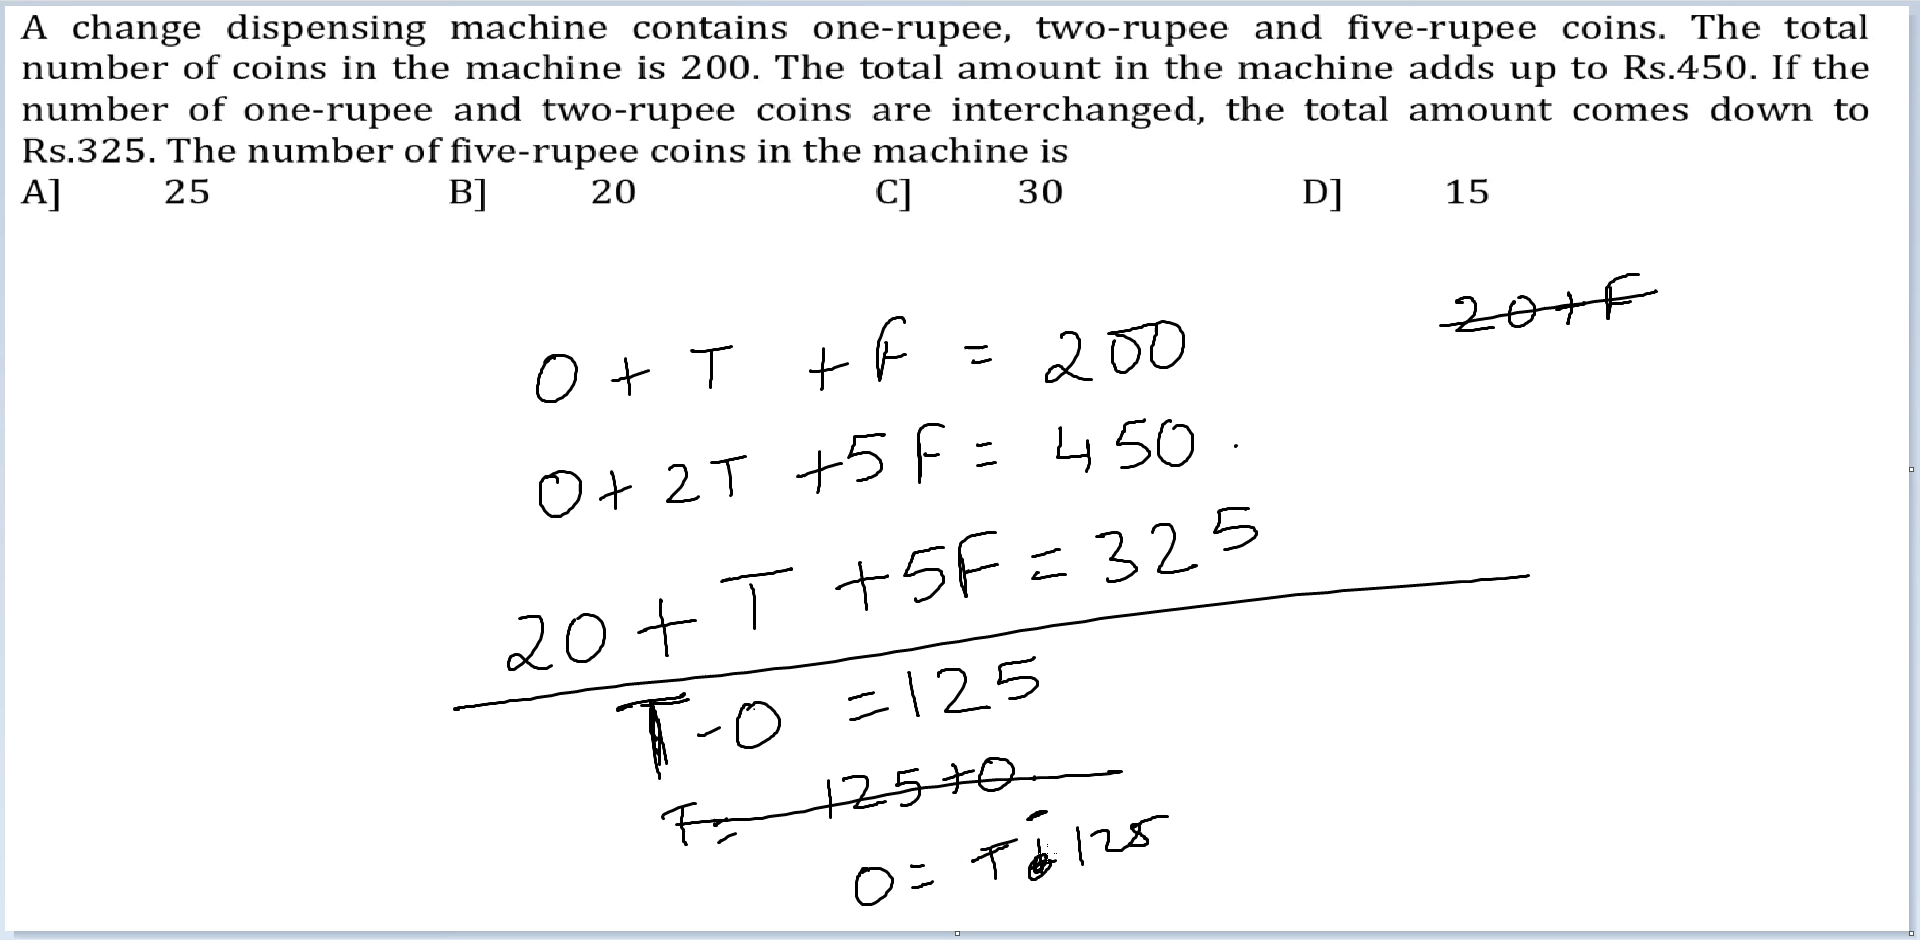 A change dispensing machine contains one-rupee, two-rupee and five-rupee coins. The total
number of coins in the machine is 200. The total amount in the machine adds up to Rs.450. If the
number of one-rupee and two-rupee coins are interchanged, the total amount comes down to
Rs.325. The number of five-rupee coins in the machine is
A] 25 B] 20 C] 30 D] 15
20+F
O + T + F = 200
O + 2T + 5F = 450.
2O + T + 5F = 325
T - O = 125
T = 125 + O
O = T - 125